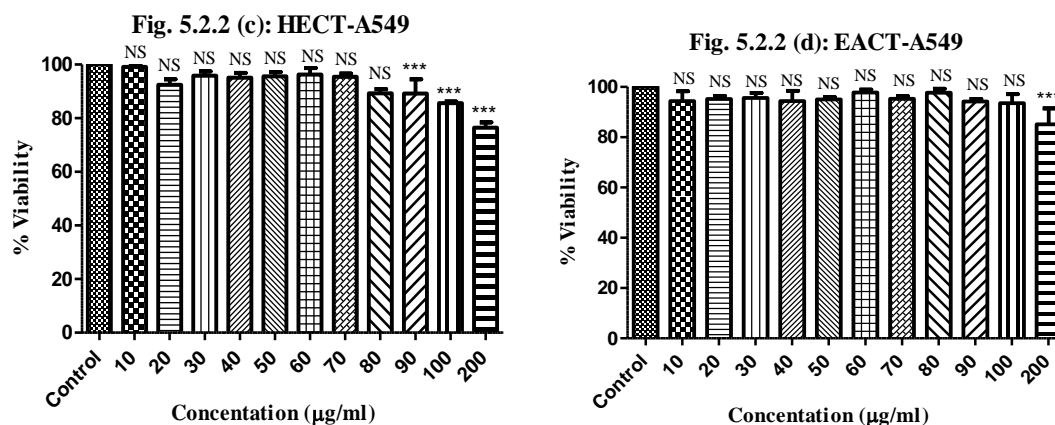 Fig. 5.2.2 (c): HECT-A549
NS NS NS NS NS NS NS NS *** *** ***
100
80
60
40
20
0
% Viability
Control 10 20 30 40 50 60 70 80 90 100 200
Concentation (µg/ml)
Fig. 5.2.2 (d): EACT-A549
NS NS NS NS NS NS NS NS NS NS ***
100
80
60
40
20
0
% Viability
Control 10 20 30 40 50 60 70 80 90 100 200
Concentation (µg/ml)